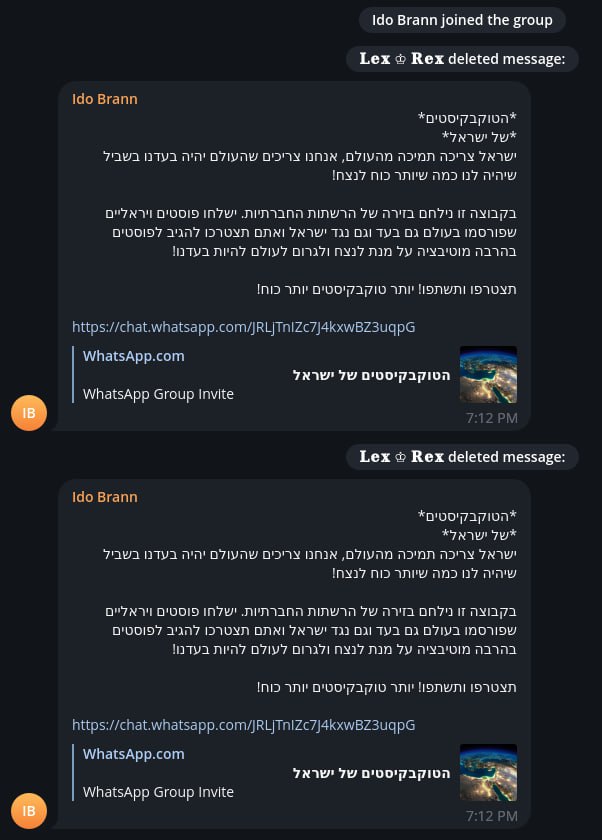 Ido Brann joined the group
𝐋𝐞𝐱 ♔ 𝐑𝐞𝐱 deleted message:
Ido Brann
*הטוקבקיסטים*
*של ישראל*
ישראל צריכה תמיכה מהעולם, אנחנו צריכים שהעולם יהיה בעדנו בשביל
שיהיה לנו כמה שיותר כוח לנצח!
בקבוצה זו נילחם בזירה של הרשתות החברתיות. ישלחו פוסטים ויראליים
שפורסמו בעולם גם בעד וגם נגד ישראל ואתם תצטרכו להגיב לפוסטים
בהרבה מוטיבציה על מנת לנצח ולגרום לעולם להיות בעדנו!
תצטרפו ותשתפו! יותר טוקבקיסטים יותר כוח!
https://chat.whatsapp.com/JRLjTnIZc7J4kxwBZ3uqpG
WhatsApp.com
הטוקבקיסטים של ישראל
WhatsApp Group Invite
IB
7:12 PM
𝐋𝐞𝐱 ♔ 𝐑𝐞𝐱 deleted message:
Ido Brann
*הטוקבקיסטים*
*של ישראל*
ישראל צריכה תמיכה מהעולם, אנחנו צריכים שהעולם יהיה בעדנו בשביל
שיהיה לנו כמה שיותר כוח לנצח!
בקבוצה זו נילחם בזירה של הרשתות החברתיות. ישלחו פוסטים ויראליים
שפורסמו בעולם גם בעד וגם נגד ישראל ואתם תצטרכו להגיב לפוסטים
בהרבה מוטיבציה על מנת לנצח ולגרום לעולם להיות בעדנו!
תצטרפו ותשתפו! יותר טוקבקיסטים יותר כוח!
https://chat.whatsapp.com/JRLjTnIZc7J4kxwBZ3uqpG
WhatsApp.com
הטוקבקיסטים של ישראל
WhatsApp Group Invite
IB
7:12 PM